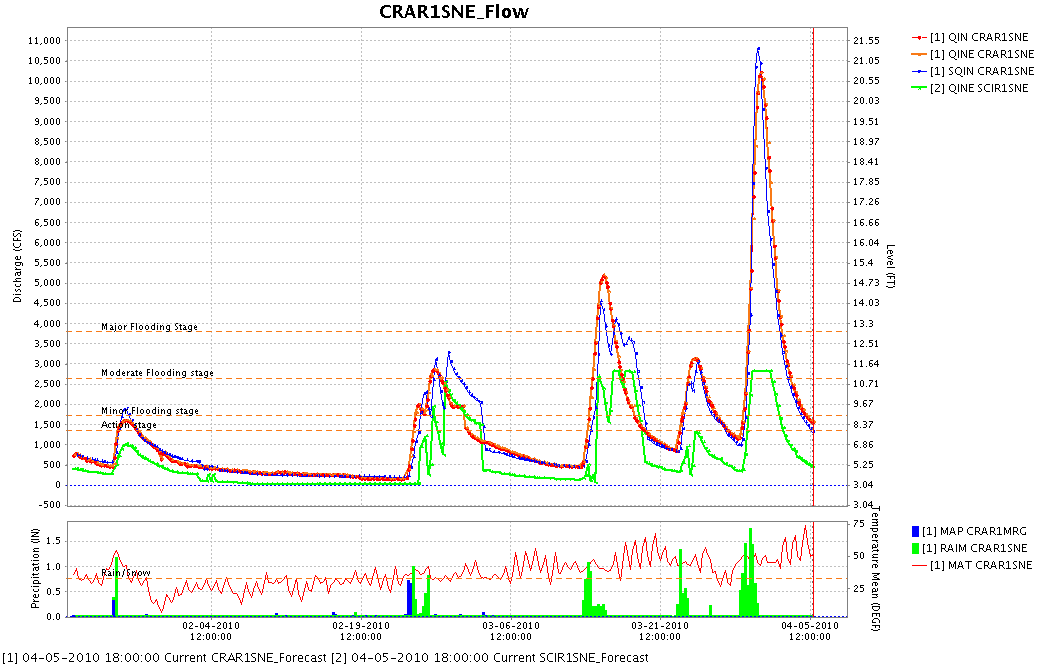 CRAR1SNE_Flow
11,000 21.55 [1] QIN CRAR1SNE
10,500 21.05 [1] QINE CRAR1SNE
10,000 20.55 [1] SQIN CRAR1SNE
9,500 20.03 [2] QINE SCIR1SNE
9,000 19.51
8,500 18.97
8,000 18.41
7,500 17.85
7,000 17.26
6,500 16.66
6,000 16.04
5,500 15.4
5,000 14.73
4,500 14.03
4,000 13.3
3,500 12.51
3,000 11.64
2,500 10.71
2,000 9.67
1,500 8.37
1,000 6.86
500 5.25
0 3.04
-500 3.04
Discharge (CFS)
Level (FT)
Major Flooding Stage
Moderate Flooding stage
Minor Flooding stage
Action stage
1.5 75
1.0 50
0.5 25
0.0
Precipitation (IN)
Temperature Mean (DEGF)
Rain/Snow
[1] MAP CRAR1MRG
[1] RAIM CRAR1SNE
[1] MAT CRAR1SNE
02-04-2010 02-19-2010 03-06-2010 03-21-2010 04-05-2010
12:00:00 12:00:00 12:00:00 12:00:00 12:00:00
[1] 04-05-2010 18:00:00 Current CRAR1SNE_Forecast [2] 04-05-2010 18:00:00 Current SCIR1SNE_Forecast